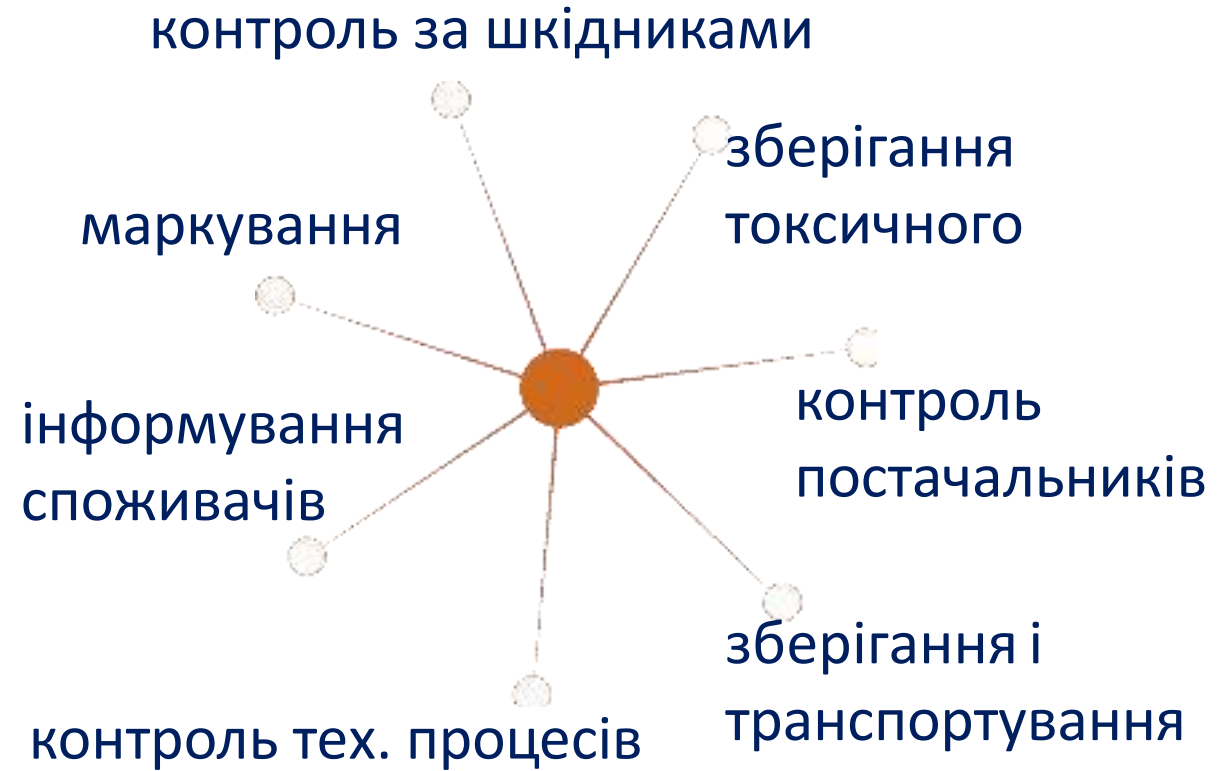 контроль за шкідниками
зберігання
токсичного
маркування
контроль
постачальників
інформування
споживачів
зберігання і
транспортування
контроль тех. процесів